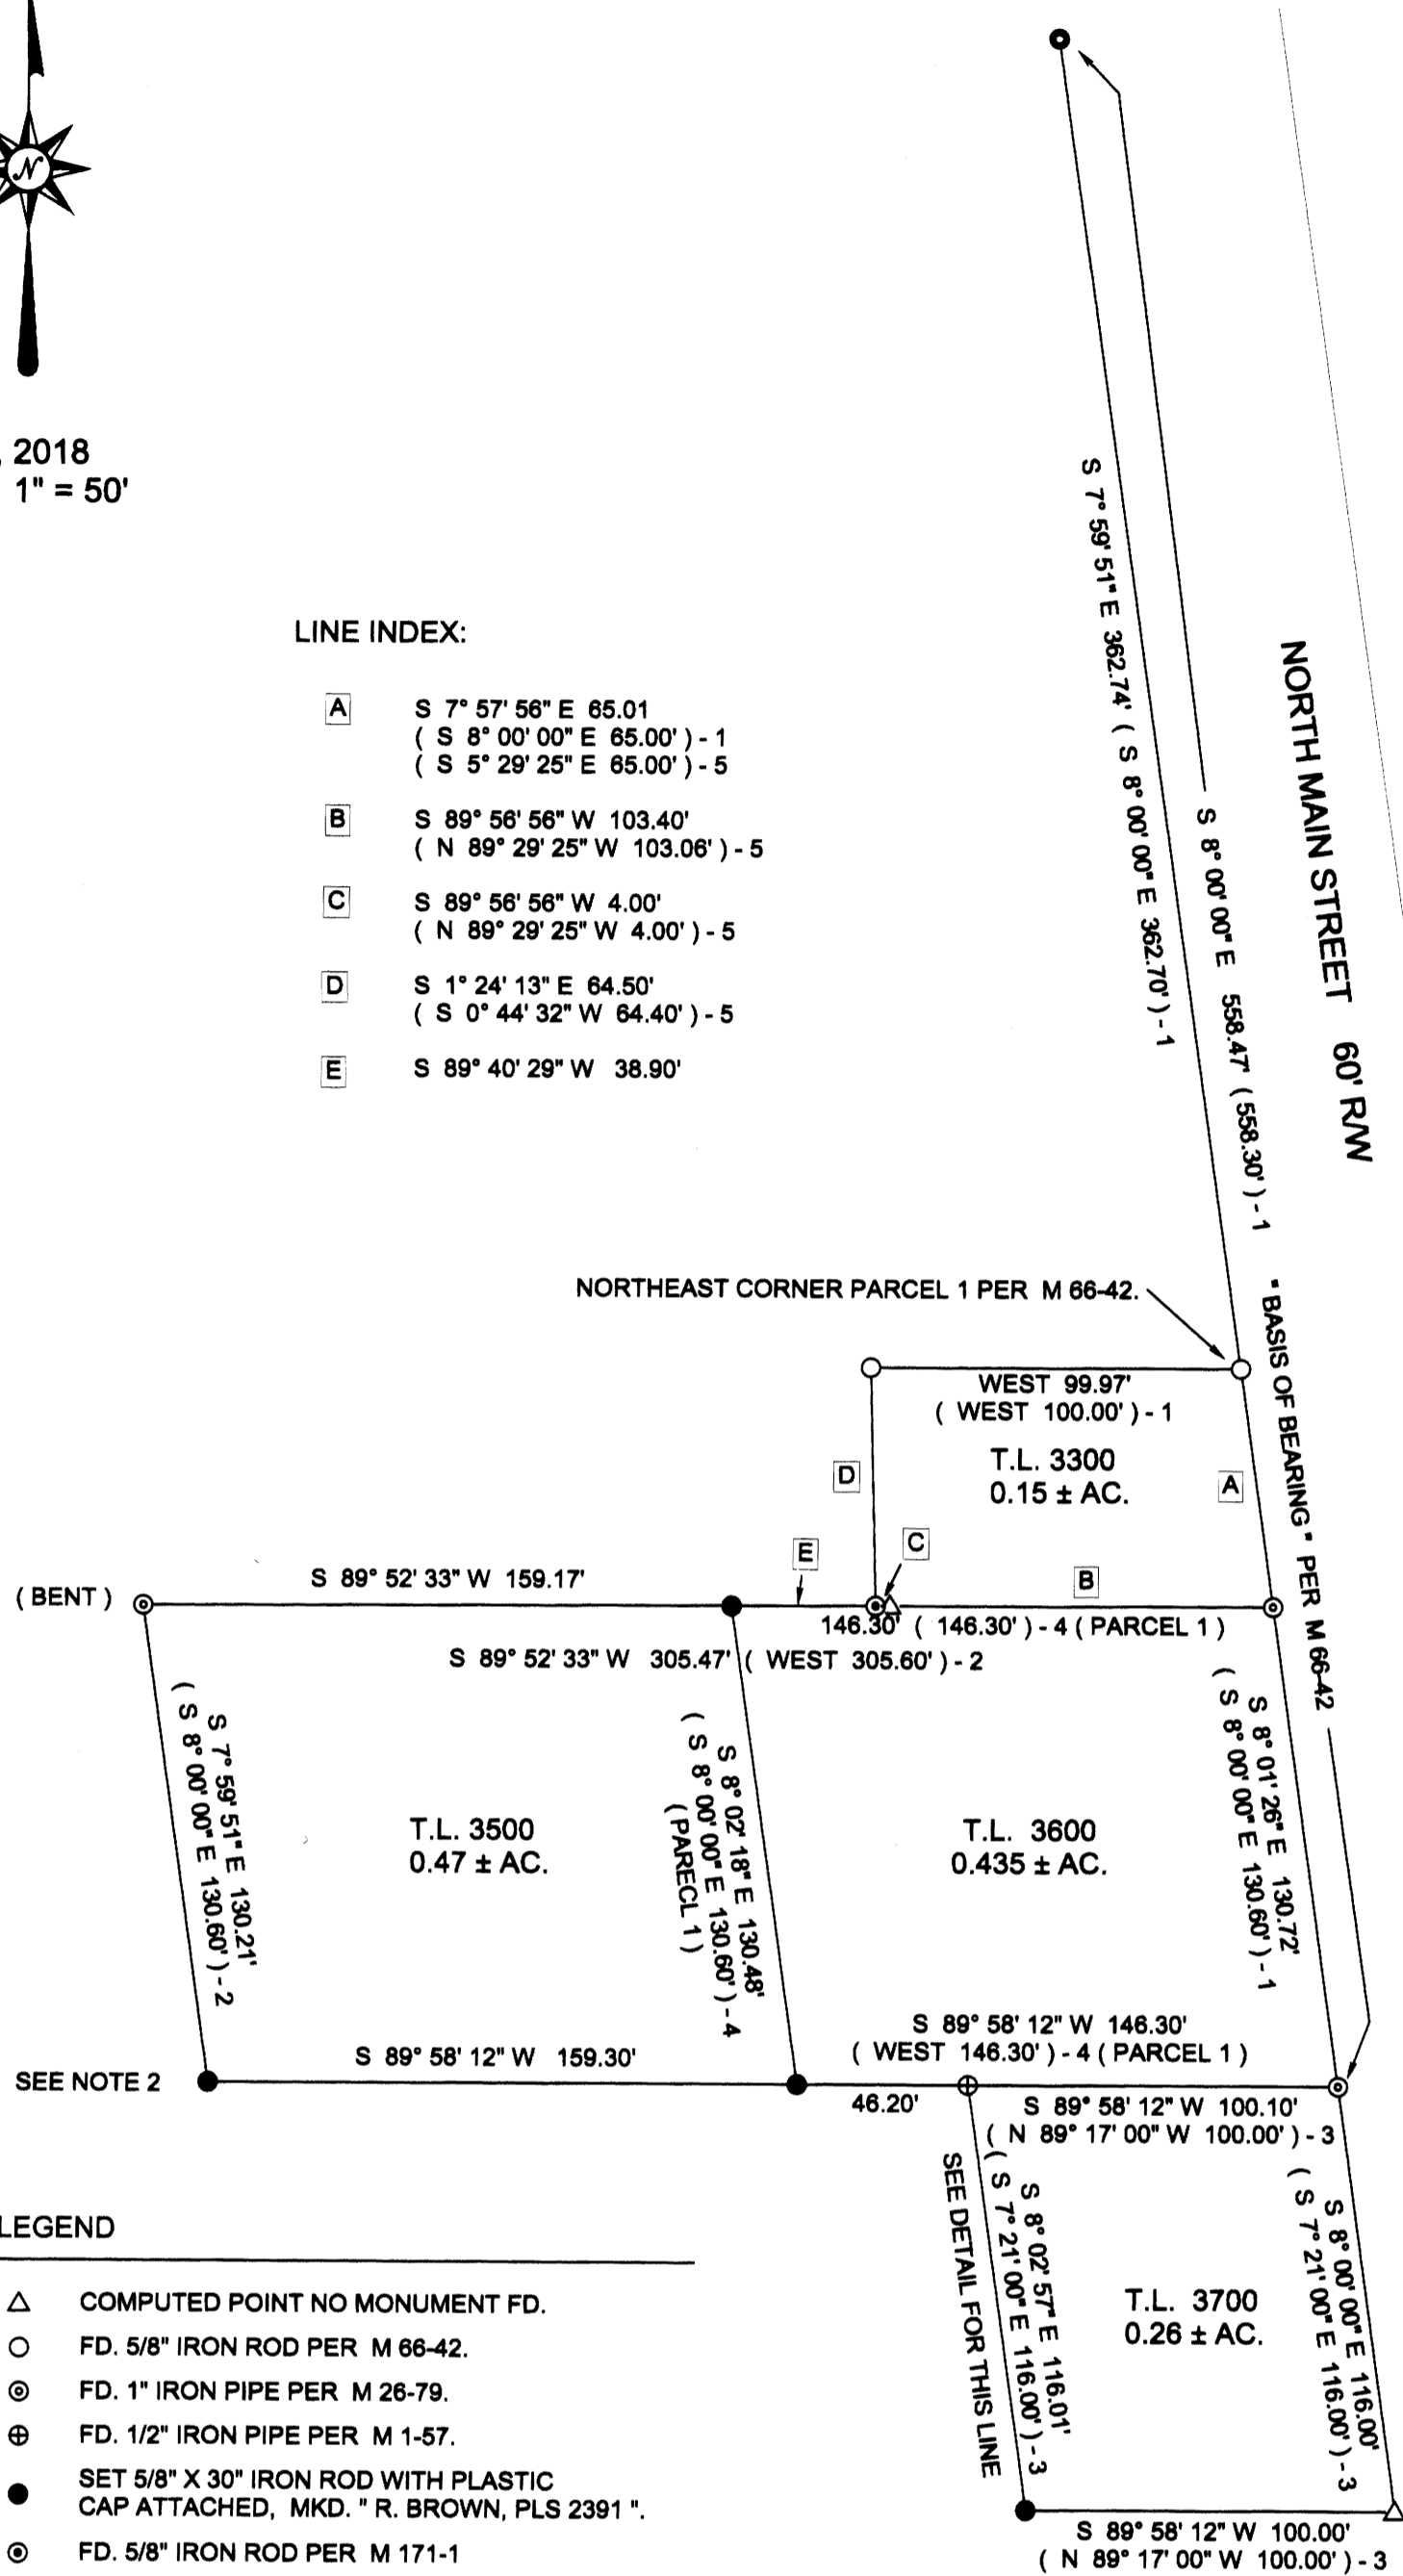 N
, 2018
1" = 50'
LINE INDEX:
A S 7° 57' 56" E 65.01
( S 8° 00' 00" E 65.00' ) - 1
( S 5° 29' 25" E 65.00' ) - 5
B S 89° 56' 56" W 103.40'
( N 89° 29' 25" W 103.06' ) - 5
C S 89° 56' 56" W 4.00'
( N 89° 29' 25" W 4.00' ) - 5
D S 1° 24' 13" E 64.50'
( S 0° 44' 32" W 64.40' ) - 5
E S 89° 40' 29" W 38.90'
S 7° 59' 51" E 362.74' ( S 8° 00' 00" E 362.70' ) - 1
S 8° 00' 00" E 558.47' ( 558.30' ) - 1 " BASIS OF BEARING " PER M 66-42
NORTH MAIN STREET 60' R/W
NORTHEAST CORNER PARCEL 1 PER M 66-42.
WEST 99.97'
( WEST 100.00' ) - 1
T.L. 3300
0.15 ± AC.
D
A
C
E
B
( BENT )
S 89° 52' 33" W 159.17'
146.30' ( 146.30' ) - 4 ( PARCEL 1 )
S 89° 52' 33" W 305.47' ( WEST 305.60' ) - 2
S 7° 59' 51" E 130.21'
( S 8° 00' 00" E 130.60' ) - 2
T.L. 3500
0.47 ± AC.
S 8° 02' 18" E 130.48'
( S 8° 00' 00" E 130.60' ) - 4
( PARECL 1 )
T.L. 3600
0.435 ± AC.
S 8° 01' 26" E 130.72'
( S 8° 00' 00" E 130.60' ) - 1
S 89° 58' 12" W 146.30'
( WEST 146.30' ) - 4 ( PARCEL 1 )
SEE NOTE 2
S 89° 58' 12" W 159.30'
46.20'
S 89° 58' 12" W 100.10'
( N 89° 17' 00" W 100.00' ) - 3
SEE DETAIL FOR THIS LINE
S 8° 02' 57" E 116.01'
( S 7° 21' 00" E 116.00' ) - 3
T.L. 3700
0.26 ± AC.
S 8° 00' 00" E 116.00'
( S 7° 21' 00" E 116.00' ) - 3
S 89° 58' 12" W 100.00'
( N 89° 17' 00" W 100.00' ) - 3
LEGEND
COMPUTED POINT NO MONUMENT FD.
FD. 5/8" IRON ROD PER M 66-42.
FD. 1" IRON PIPE PER M 26-79.
FD. 1/2" IRON PIPE PER M 1-57.
SET 5/8" X 30" IRON ROD WITH PLASTIC
CAP ATTACHED, MKD. " R. BROWN, PLS 2391 ".
FD. 5/8" IRON ROD PER M 171-1